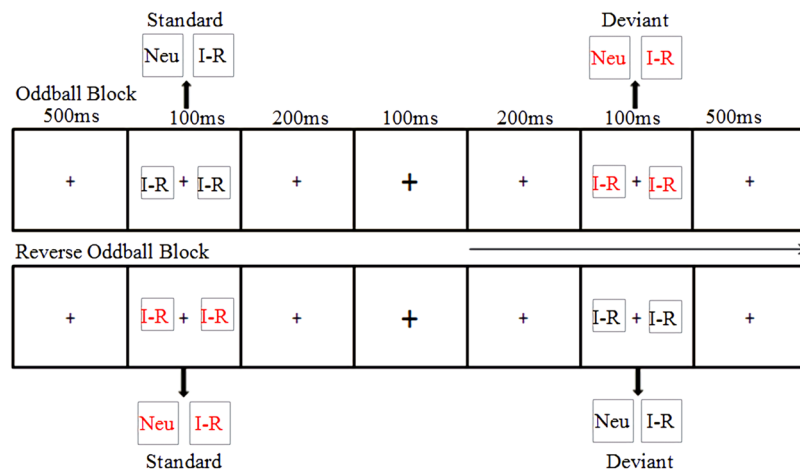 Standard Deviant
Neu I-R Neu I-R
Oddball Block
500ms 100ms 200ms 100ms 200ms 100ms 500ms
+ I-R + I-R + + + I-R + I-R +
Reverse Oddball Block
+ I-R + I-R + + + I-R + I-R +
Neu I-R Neu I-R
Standard Deviant